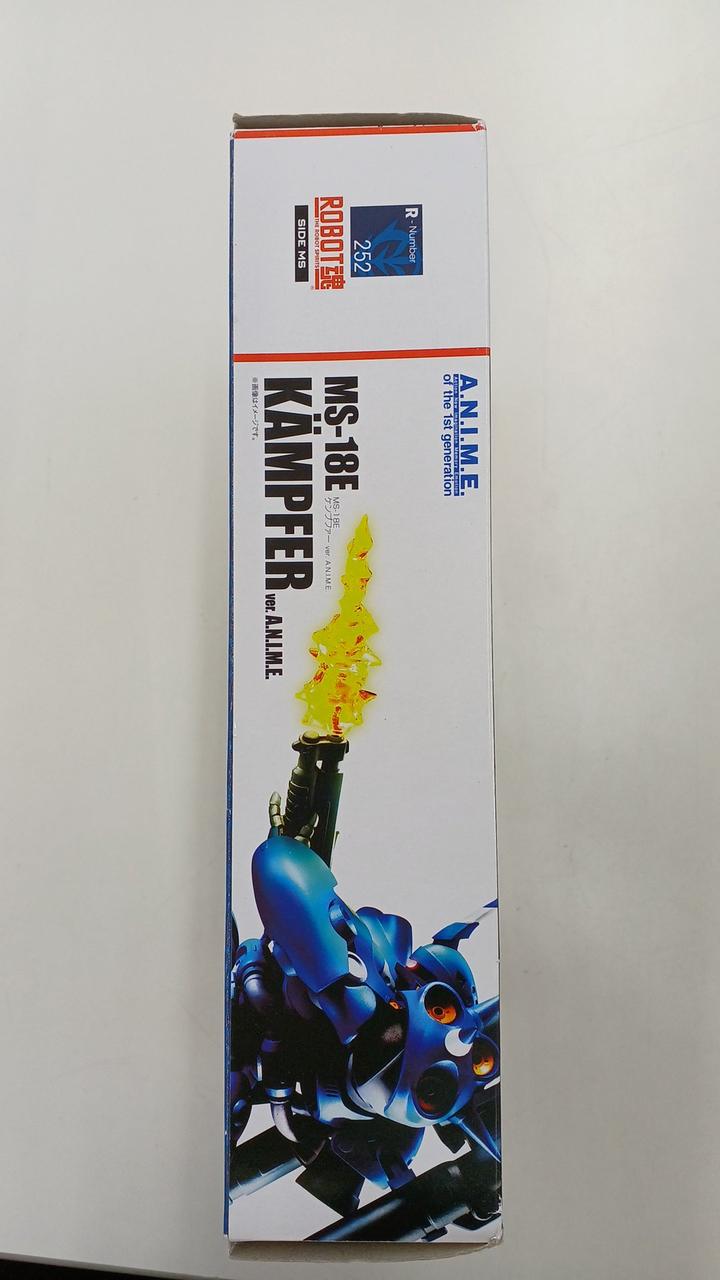 R-Number
252
ROBOT魂
THE ROBOT SPIRITS
®
SIDE MS
A.N.I.M.E.
of the 1st generation
MS-18E
MS-18E
ケンプファー ver. A.N.I.M.E.
KÄMPFER ver. A.N.I.M.E.
※画像はイメージです。